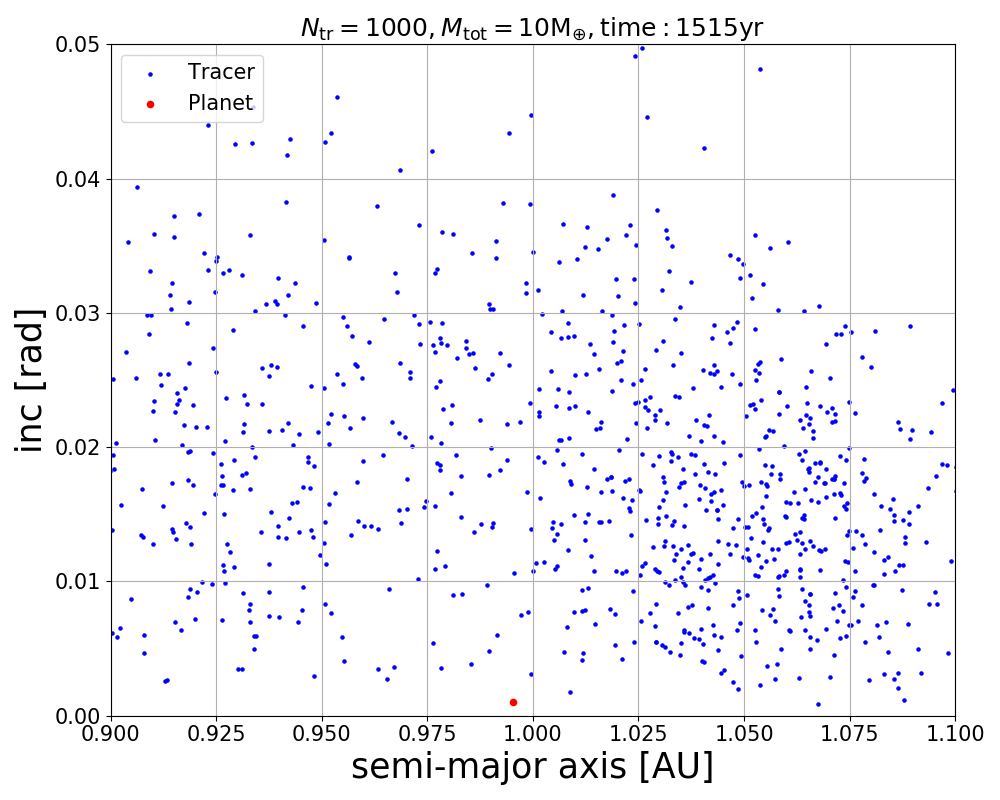 N_tr = 1000, M_tot = 10M_⊕, time : 1515yr
Tracer
Planet
0.05
0.04
0.03
0.02
0.01
0.00
inc [rad]
0.900 0.925 0.950 0.975 1.000 1.025 1.050 1.075 1.100
semi-major axis [AU]